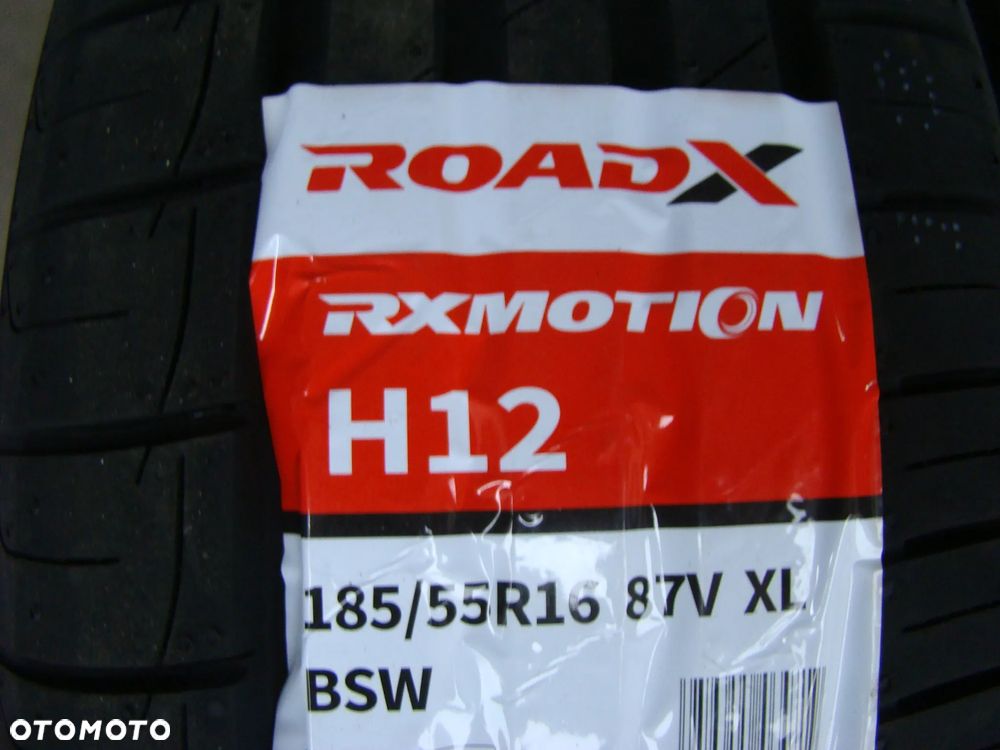 ROADX
RXMOTION
H12
185/55R16 87V XL
BSW
OTOMOTO